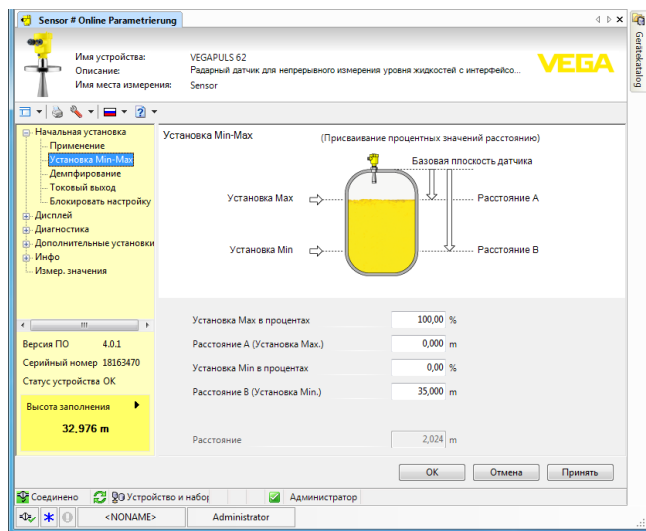 Sensor # Online Parametrierung
Gerätekatalog
Имя устройства: VEGAPULS 62
Описание: Радарный датчик для непрерывного измерения уровня жидкостей с интерфейсо...
Имя места измерения: Sensor
VEGA
Начальная установка
Применение
Установка Min-Max
Демпфирование
Токовый выход
Блокировать настройку
Дисплей
Диагностика
Дополнительные установки
Инфо
Измер. значения
Версия ПО 4.0.1
Серийный номер 18163470
Статус устройства OK
Высота заполнения
32,976 m
Установка Min-Max
(Присваивание процентных значений расстоянию)
Базовая плоскость датчика
Установка Max
Расстояние A
Установка Min
Расстояние B
Установка Max в процентах 100,00 %
Расстояние A (Установка Max.) 0,000 m
Установка Min в процентах 0,00 %
Расстояние B (Установка Min.) 35,000 m
Расстояние 2,024 m
OK Отмена Принять
Соединено Устройство и набор Администратор
<NONAME> Administrator